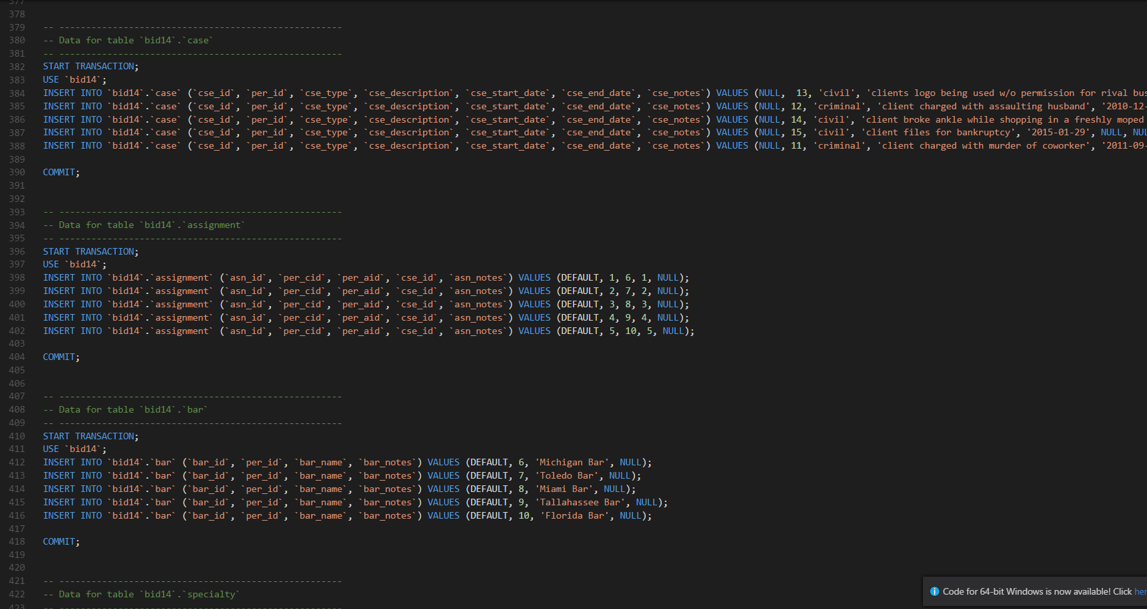 378
379 -- -----------------------------------------------------
380 -- Data for table `bid14`.`case`
381 -- -----------------------------------------------------
382 START TRANSACTION;
383 USE `bid14`;
384 INSERT INTO `bid14`.`case` (`cse_id`, `per_id`, `cse_type`, `cse_description`, `cse_start_date`, `cse_end_date`, `cse_notes`) VALUES (NULL,  13, 'civil', 'clients logo being used w/o permission for rival bus
385 INSERT INTO `bid14`.`case` (`cse_id`, `per_id`, `cse_type`, `cse_description`, `cse_start_date`, `cse_end_date`, `cse_notes`) VALUES (NULL, 12, 'criminal', 'client charged with assaulting husband', '2010-12-
386 INSERT INTO `bid14`.`case` (`cse_id`, `per_id`, `cse_type`, `cse_description`, `cse_start_date`, `cse_end_date`, `cse_notes`) VALUES (NULL, 14, 'civil', 'client broke ankle while shopping in a freshly moped
387 INSERT INTO `bid14`.`case` (`cse_id`, `per_id`, `cse_type`, `cse_description`, `cse_start_date`, `cse_end_date`, `cse_notes`) VALUES (NULL, 15, 'civil', 'client files for bankruptcy', '2015-01-29', NULL, NUL
388 INSERT INTO `bid14`.`case` (`cse_id`, `per_id`, `cse_type`, `cse_description`, `cse_start_date`, `cse_end_date`, `cse_notes`) VALUES (NULL, 11, 'criminal', 'client charged with murder of coworker', '2011-09-
389
390 COMMIT;
391
392
393 -- -----------------------------------------------------
394 -- Data for table `bid14`.`assignment`
395 -- -----------------------------------------------------
396 START TRANSACTION;
397 USE `bid14`;
398 INSERT INTO `bid14`.`assignment` (`asn_id`, `per_cid`, `per_aid`, `cse_id`, `asn_notes`) VALUES (DEFAULT, 1, 6, 1, NULL);
399 INSERT INTO `bid14`.`assignment` (`asn_id`, `per_cid`, `per_aid`, `cse_id`, `asn_notes`) VALUES (DEFAULT, 2, 7, 2, NULL);
400 INSERT INTO `bid14`.`assignment` (`asn_id`, `per_cid`, `per_aid`, `cse_id`, `asn_notes`) VALUES (DEFAULT, 3, 8, 3, NULL);
401 INSERT INTO `bid14`.`assignment` (`asn_id`, `per_cid`, `per_aid`, `cse_id`, `asn_notes`) VALUES (DEFAULT, 4, 9, 4, NULL);
402 INSERT INTO `bid14`.`assignment` (`asn_id`, `per_cid`, `per_aid`, `cse_id`, `asn_notes`) VALUES (DEFAULT, 5, 10, 5, NULL);
403
404 COMMIT;
405
406
407 -- -----------------------------------------------------
408 -- Data for table `bid14`.`bar`
409 -- -----------------------------------------------------
410 START TRANSACTION;
411 USE `bid14`;
412 INSERT INTO `bid14`.`bar` (`bar_id`, `per_id`, `bar_name`, `bar_notes`) VALUES (DEFAULT, 6, 'Michigan Bar', NULL);
413 INSERT INTO `bid14`.`bar` (`bar_id`, `per_id`, `bar_name`, `bar_notes`) VALUES (DEFAULT, 7, 'Toledo Bar', NULL);
414 INSERT INTO `bid14`.`bar` (`bar_id`, `per_id`, `bar_name`, `bar_notes`) VALUES (DEFAULT, 8, 'Miami Bar', NULL);
415 INSERT INTO `bid14`.`bar` (`bar_id`, `per_id`, `bar_name`, `bar_notes`) VALUES (DEFAULT, 9, 'Tallahassee Bar', NULL);
416 INSERT INTO `bid14`.`bar` (`bar_id`, `per_id`, `bar_name`, `bar_notes`) VALUES (DEFAULT, 10, 'Florida Bar', NULL);
417
418 COMMIT;
419
420
421 -- -----------------------------------------------------
422 -- Data for table `bid14`.`specialty`
Code for 64-bit Windows is now available! Click her